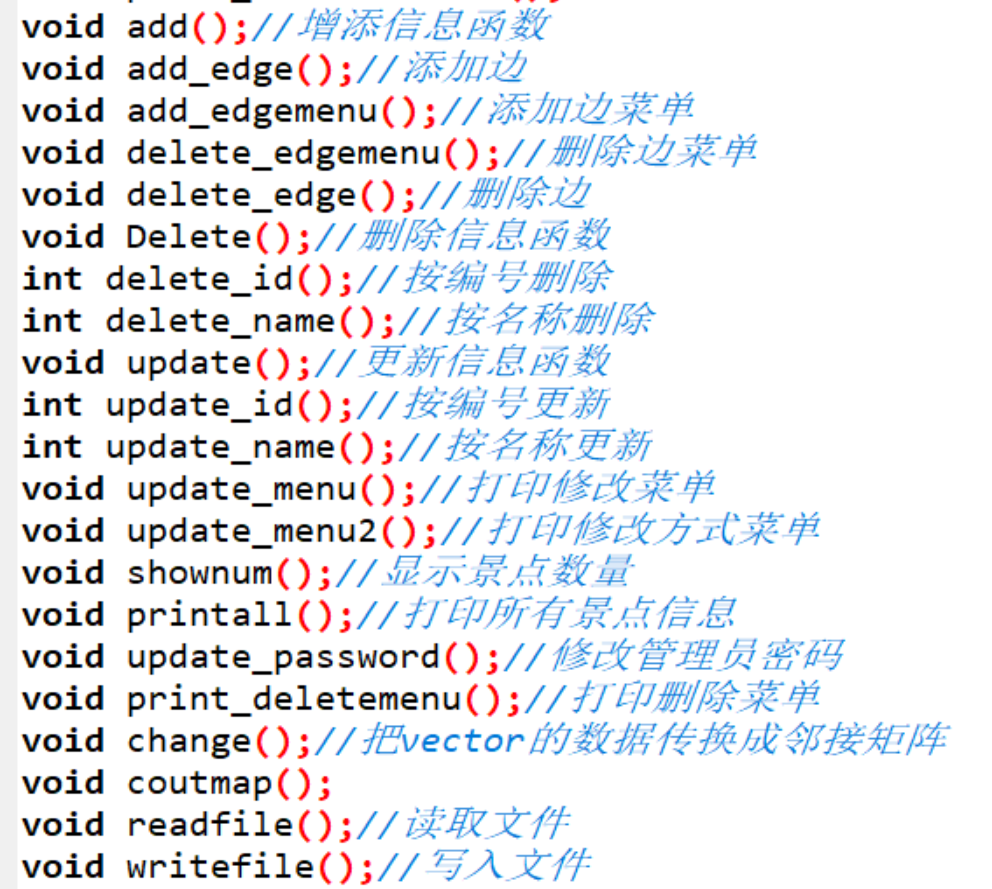 void add();//增添信息函数
void add_edge();//添加边
void add_edgemenu();//添加边菜单
void delete_edgemenu();//删除边菜单
void delete_edge();//删除边
void Delete();//删除信息函数
int delete_id();//按编号删除
int delete_name();//按名称删除
void update();//更新信息函数
int update_id();//按编号更新
int update_name();//按名称更新
void update_menu();//打印修改菜单
void update_menu2();//打印修改方式菜单
void shownum();//显示景点数量
void printall();//打印所有景点信息
void update_password();//修改管理员密码
void print_deletemenu();//打印删除菜单
void change();//把vector的数据传换成邻接矩阵
void coutmap();
void readfile();//读取文件
void writefile();//写入文件